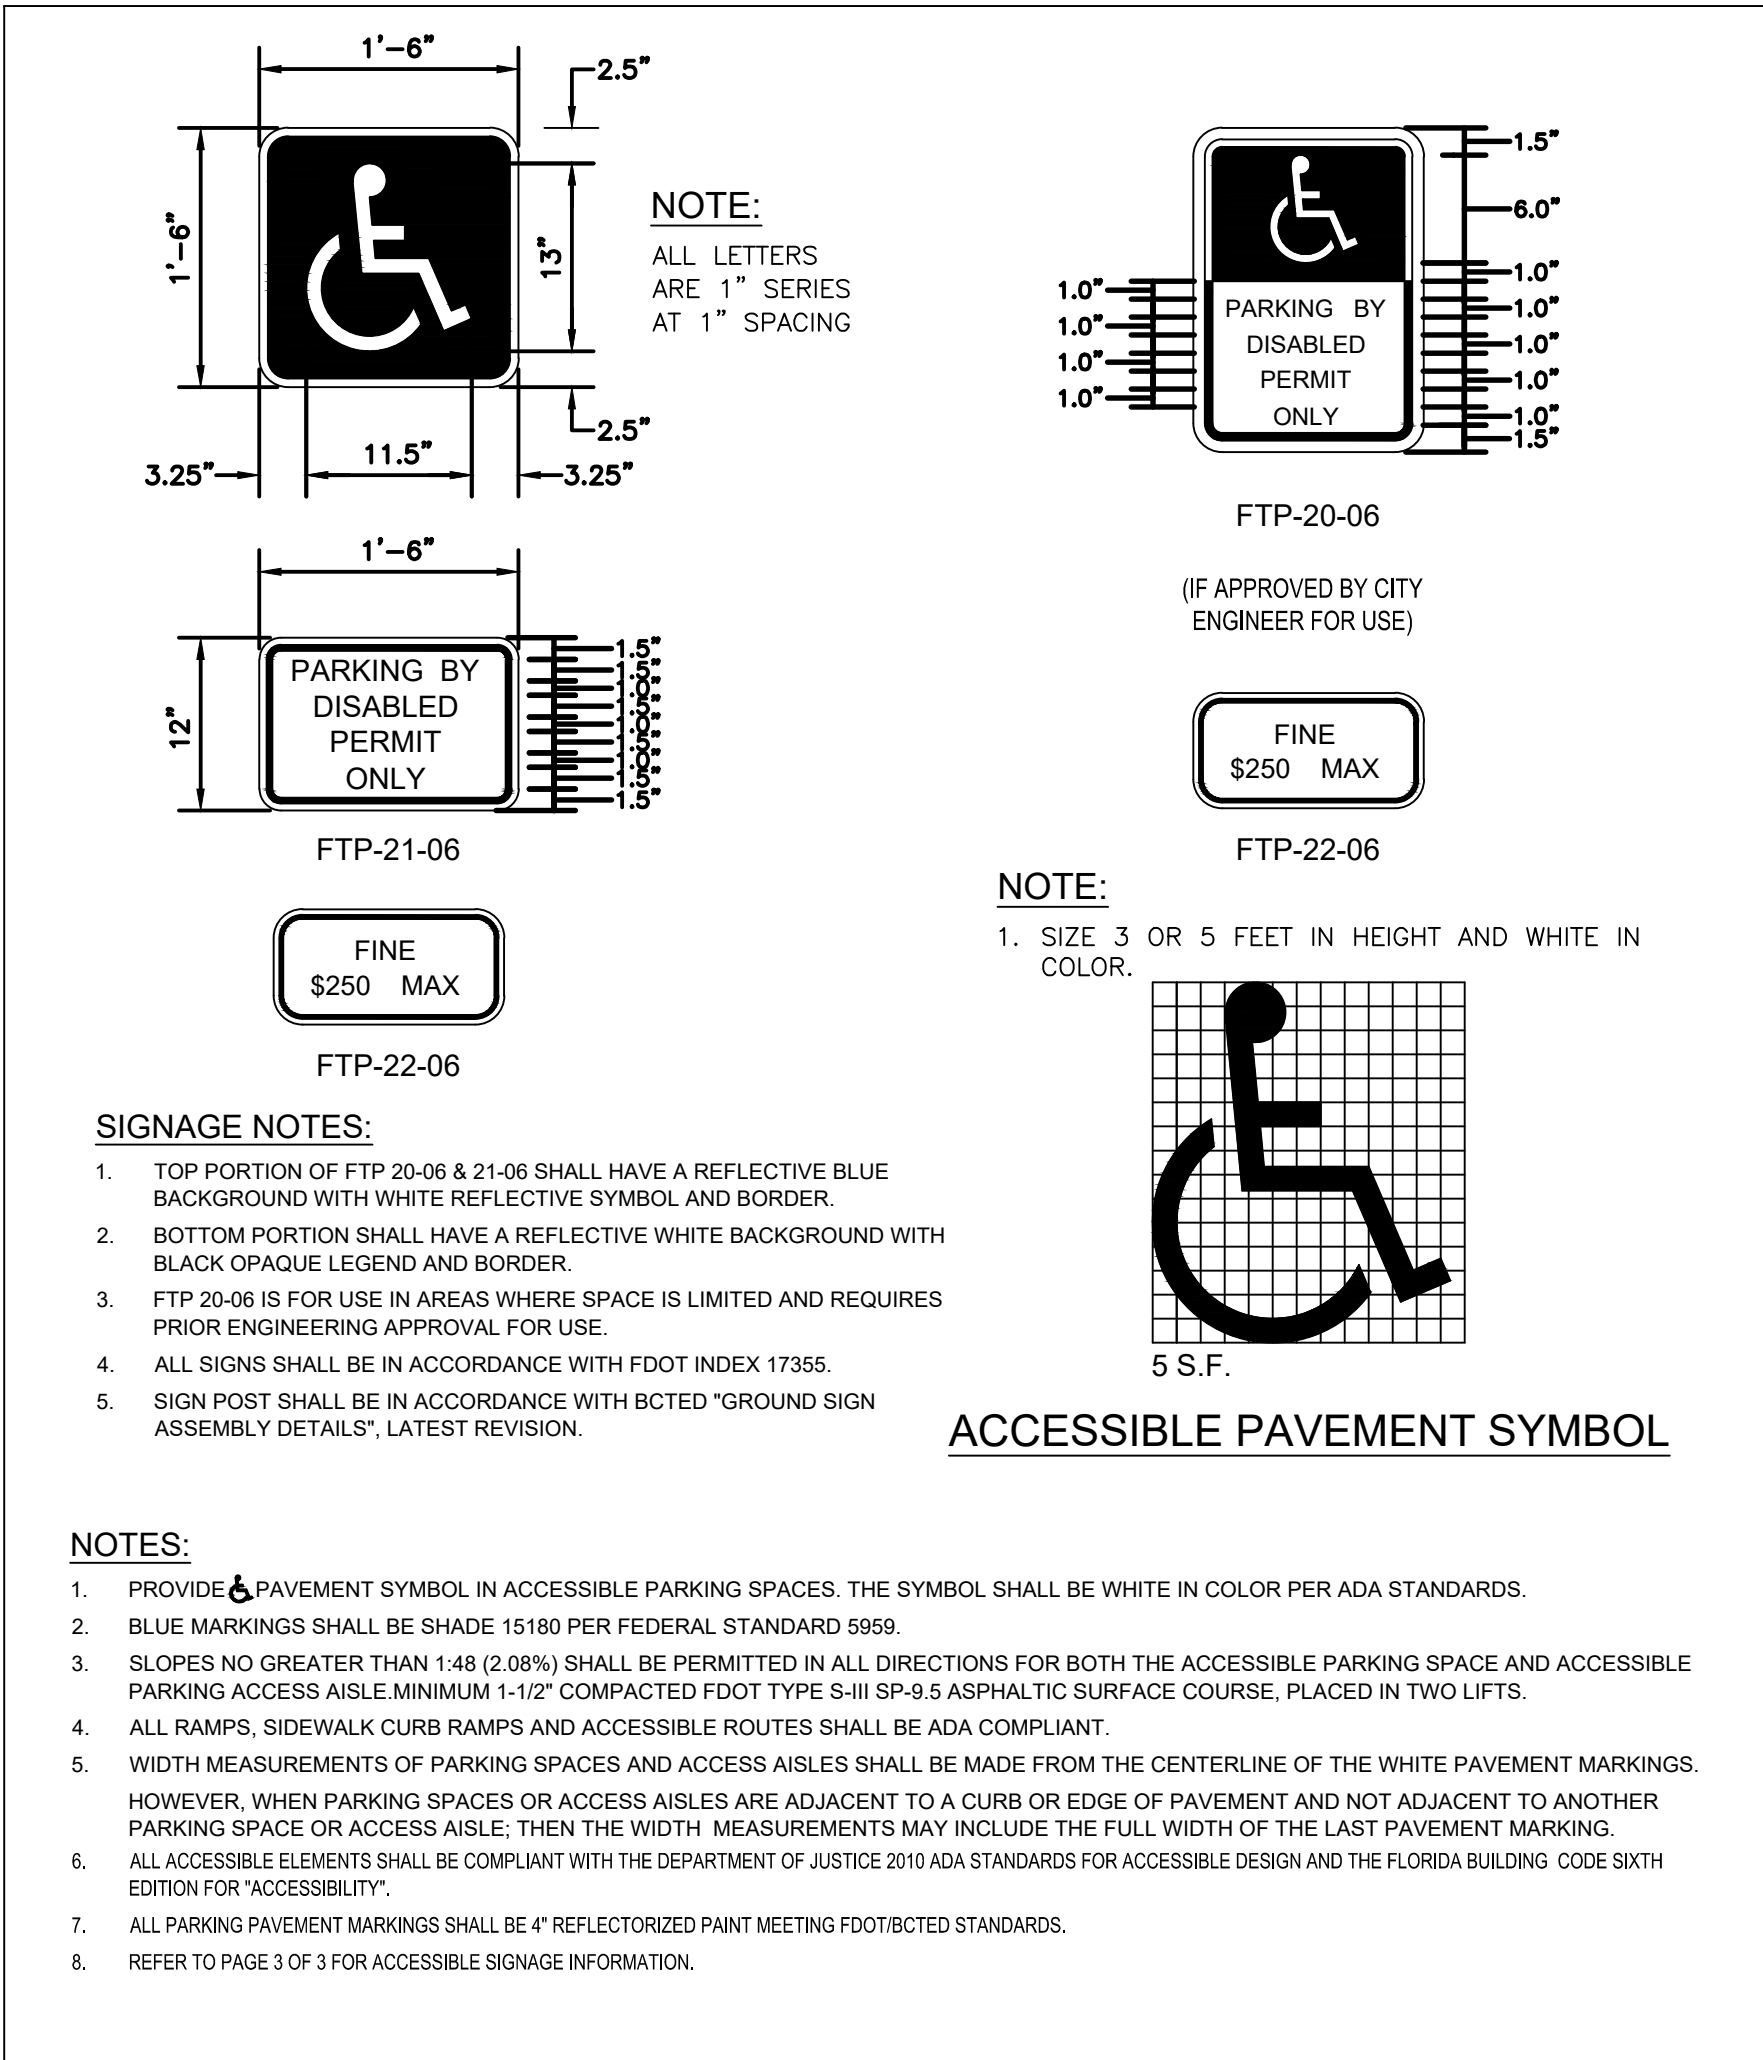 1'-6"
2.5"
1'-6"
13"
2.5"
11.5"
3.25"
3.25"
NOTE:
ALL LETTERS
ARE 1" SERIES
AT 1" SPACING
1'-6"
12"
PARKING BY
DISABLED
PERMIT
ONLY
1.5"
1.5"
1.0"
1.5"
1.0"
1.5"
1.0"
1.5"
1.5"
FTP-21-06
FINE
$250 MAX
FTP-22-06
1.5"
6.0"
1.0"
1.0"
1.0"
1.0"
1.0"
1.5"
1.0"
1.0"
1.0"
1.0"
PARKING BY
DISABLED
PERMIT
ONLY
FTP-20-06
(IF APPROVED BY CITY
ENGINEER FOR USE)
FINE
$250 MAX
FTP-22-06
NOTE:
1. SIZE 3 OR 5 FEET IN HEIGHT AND WHITE IN
COLOR.
5 S.F.
ACCESSIBLE PAVEMENT SYMBOL
SIGNAGE NOTES:
1. TOP PORTION OF FTP 20-06 & 21-06 SHALL HAVE A REFLECTIVE BLUE
BACKGROUND WITH WHITE REFLECTIVE SYMBOL AND BORDER.
2. BOTTOM PORTION SHALL HAVE A REFLECTIVE WHITE BACKGROUND WITH
BLACK OPAQUE LEGEND AND BORDER.
3. FTP 20-06 IS FOR USE IN AREAS WHERE SPACE IS LIMITED AND REQUIRES
PRIOR ENGINEERING APPROVAL FOR USE.
4. ALL SIGNS SHALL BE IN ACCORDANCE WITH FDOT INDEX 17355.
5. SIGN POST SHALL BE IN ACCORDANCE WITH BCTED "GROUND SIGN
ASSEMBLY DETAILS", LATEST REVISION.
NOTES:
1. PROVIDE PAVEMENT SYMBOL IN ACCESSIBLE PARKING SPACES. THE SYMBOL SHALL BE WHITE IN COLOR PER ADA STANDARDS.
2. BLUE MARKINGS SHALL BE SHADE 15180 PER FEDERAL STANDARD 5959.
3. SLOPES NO GREATER THAN 1:48 (2.08%) SHALL BE PERMITTED IN ALL DIRECTIONS FOR BOTH THE ACCESSIBLE PARKING SPACE AND ACCESSIBLE
PARKING ACCESS AISLE.MINIMUM 1-1/2" COMPACTED FDOT TYPE S-III SP-9.5 ASPHALTIC SURFACE COURSE, PLACED IN TWO LIFTS.
4. ALL RAMPS, SIDEWALK CURB RAMPS AND ACCESSIBLE ROUTES SHALL BE ADA COMPLIANT.
5. WIDTH MEASUREMENTS OF PARKING SPACES AND ACCESS AISLES SHALL BE MADE FROM THE CENTERLINE OF THE WHITE PAVEMENT MARKINGS.
HOWEVER, WHEN PARKING SPACES OR ACCESS AISLES ARE ADJACENT TO A CURB OR EDGE OF PAVEMENT AND NOT ADJACENT TO ANOTHER
PARKING SPACE OR ACCESS AISLE; THEN THE WIDTH MEASUREMENTS MAY INCLUDE THE FULL WIDTH OF THE LAST PAVEMENT MARKING.
6. ALL ACCESSIBLE ELEMENTS SHALL BE COMPLIANT WITH THE DEPARTMENT OF JUSTICE 2010 ADA STANDARDS FOR ACCESSIBLE DESIGN AND THE FLORIDA BUILDING CODE SIXTH
EDITION FOR "ACCESSIBILITY".
7. ALL PARKING PAVEMENT MARKINGS SHALL BE 4" REFLECTORIZED PAINT MEETING FDOT/BCTED STANDARDS.
8. REFER TO PAGE 3 OF 3 FOR ACCESSIBLE SIGNAGE INFORMATION.